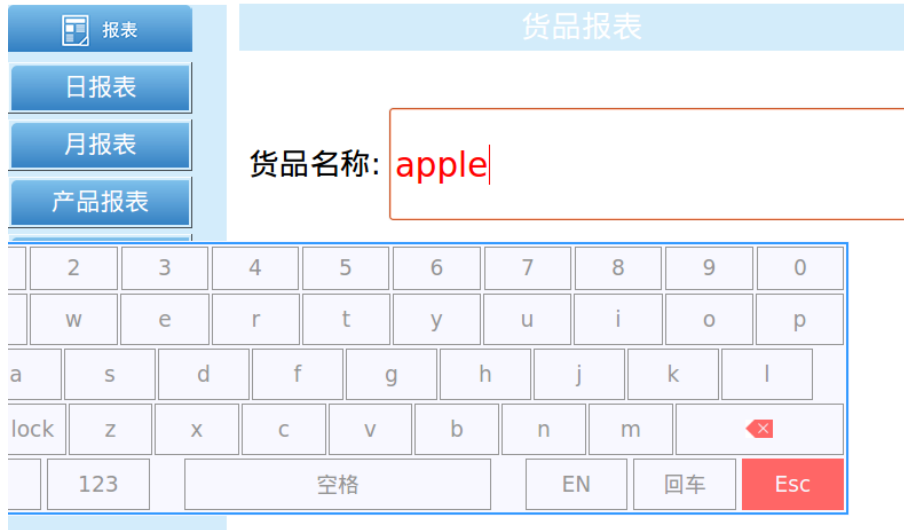 报表
货品报表
日报表
月报表
货品名称: apple
产品报表
2 3 4 5 6 7 8 9 0
w e r t y u i o p
a s d f g h j k l
lock z x c v b n m
123 空格 EN 回车 Esc